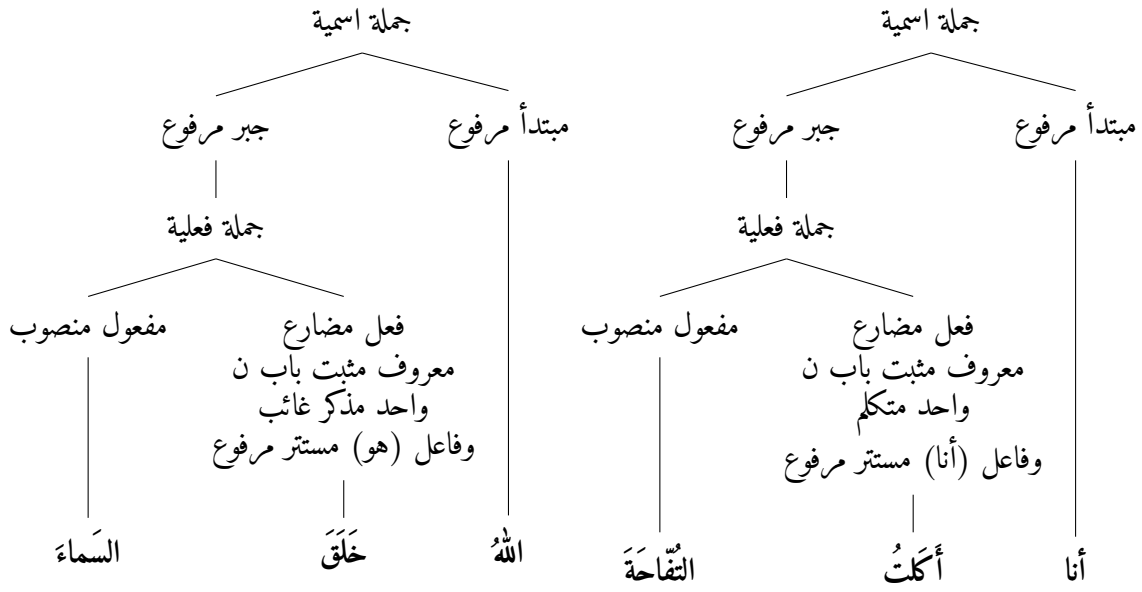 جملة اسمية
مبتدأ مرفوع
جبر مرفوع
جملة فعلية
فعل مضارع
معروف مثبت باب ن
واحد متكلم
وفاعل (أنا) مستتر مرفوع
مفعول منصوب
أنا
أَكَلتُ
التُفّاحَةَ
جملة اسمية
مبتدأ مرفوع
جبر مرفوع
جملة فعلية
فعل مضارع
معروف مثبت باب ن
واحد مذكر غائب
وفاعل (هو) مستتر مرفوع
مفعول منصوب
اللهُ
خَلَقَ
السَماءَ